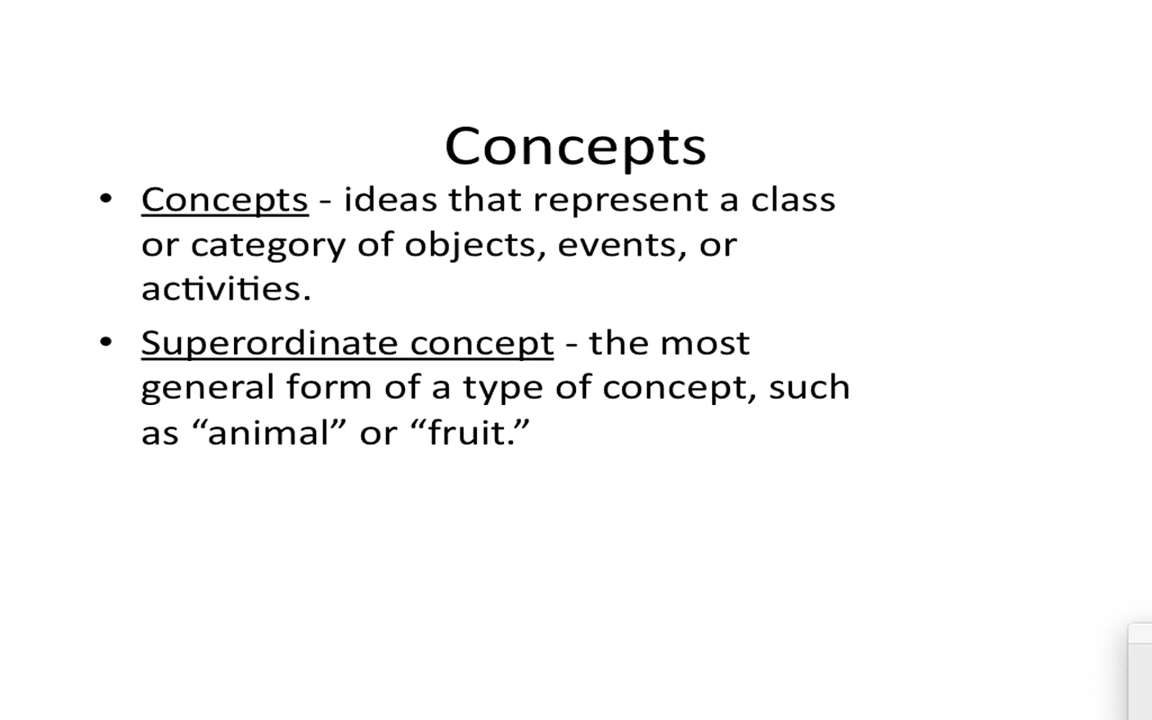 Concepts
• Concepts - ideas that represent a class
or category of objects, events, or
activities.
• Superordinate concept - the most
general form of a type of concept, such
as “animal” or “fruit.”